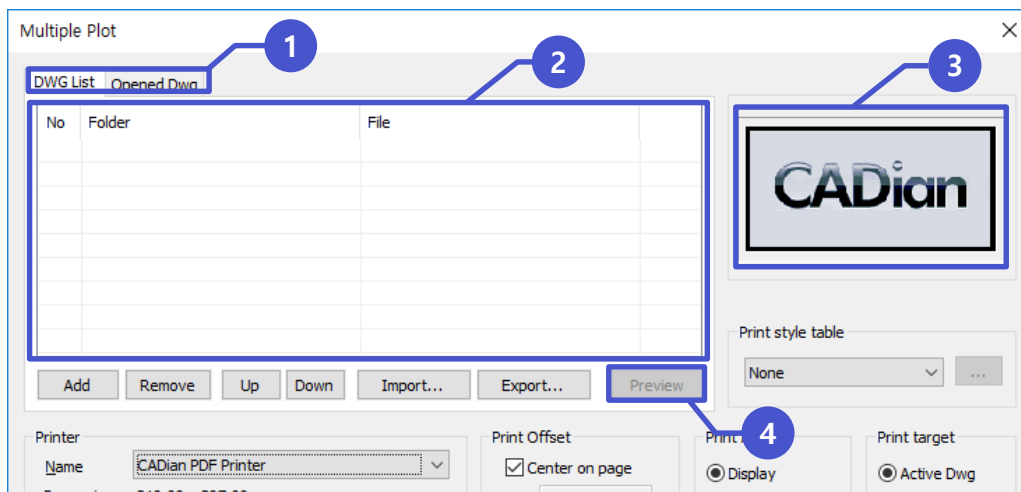 Multiple Plot
1
2
3
DWG List Opened Dwg
No Folder File
CADian
Print style table
None ...
Add Remove Up Down Import... Export... Preview
4
Printer Print Offset Print Print target
Name CADian PDF Printer Center on page Display Active Dwg